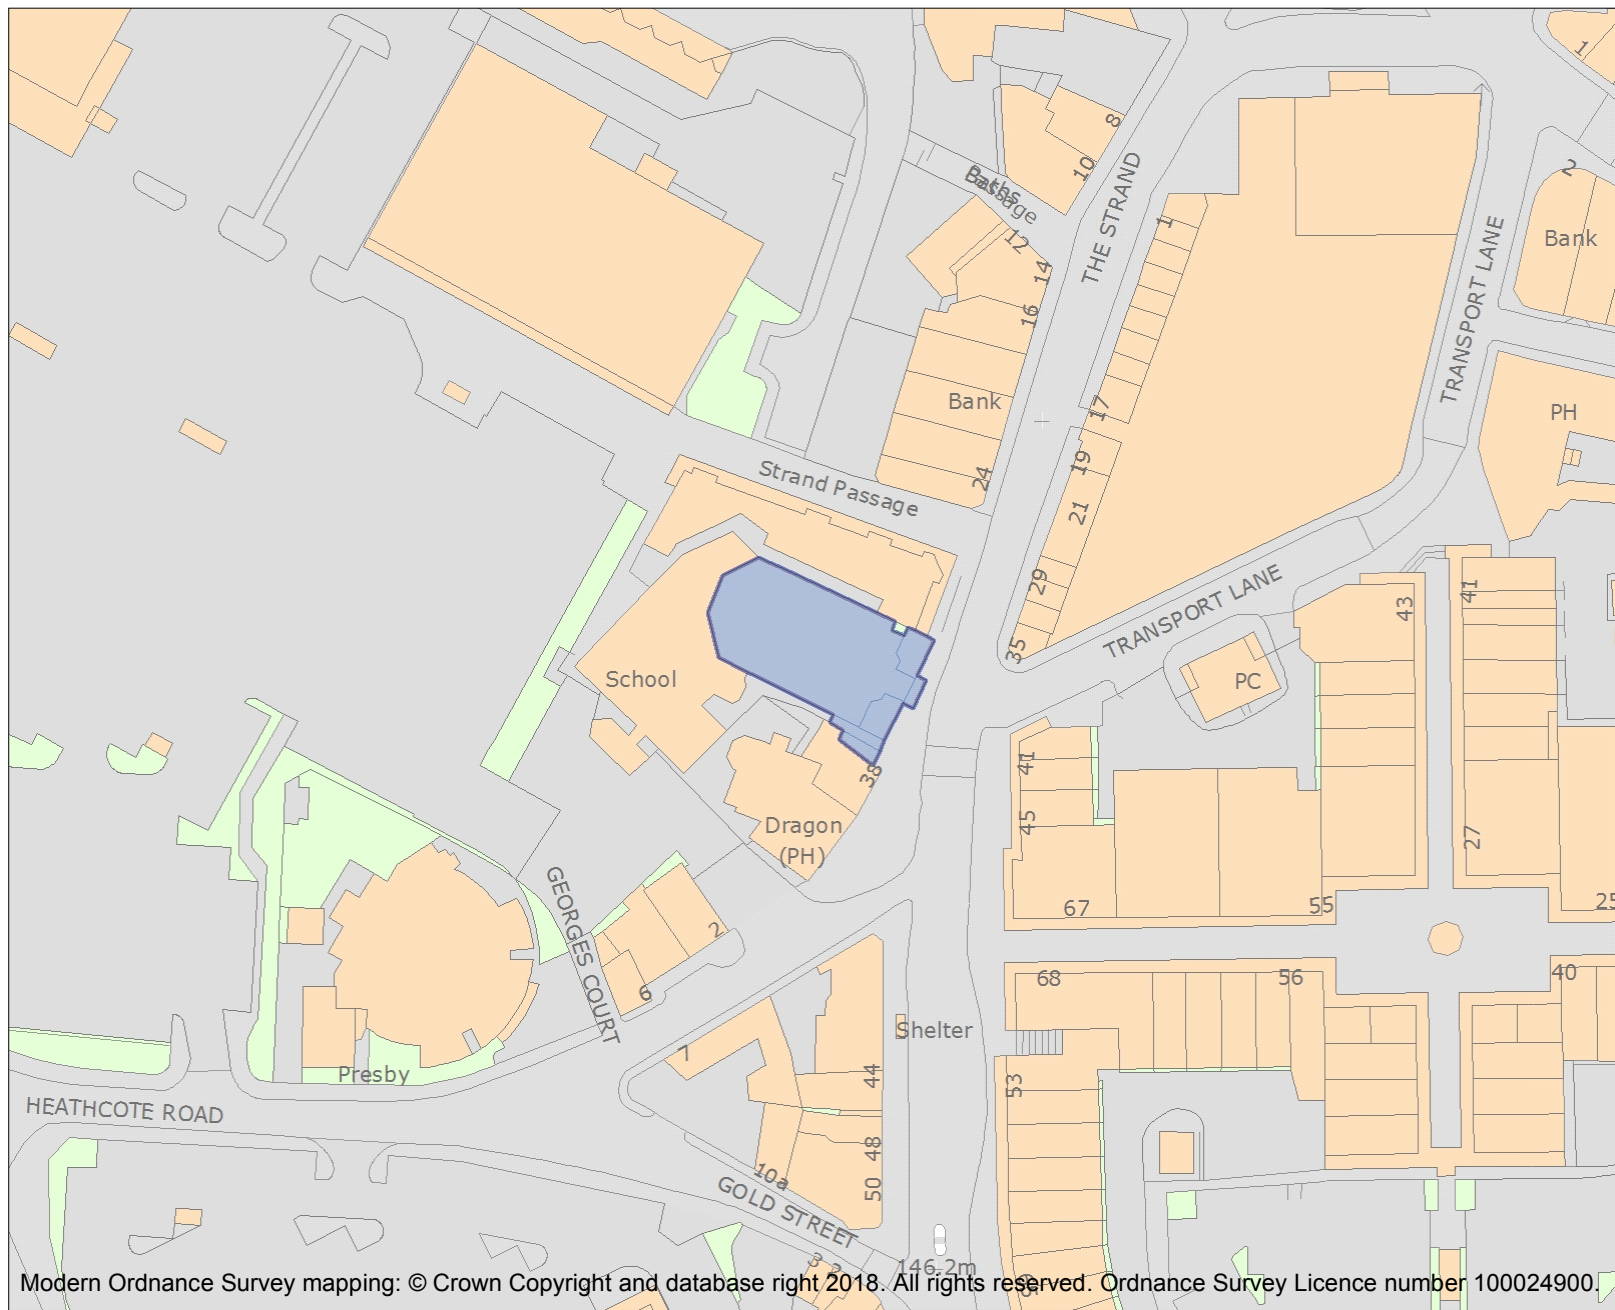 1
8
10
Baths
Passage
12
14
16
THE STRAND
1
2
Bank
TRANSPORT LANE
Bank
17
PH
24
19
21
Strand Passage
29
35
TRANSPORT LANE
43
41
School
PC
38
41
45
Dragon
(PH)
27
67
55
25
GEORGES COURT
2
6
68
56
40
Shelter
7
44
53
Presby
HEATHCOTE ROAD
48
50
10a
GOLD STREET
146.2m
3
2
Modern Ordnance Survey mapping: © Crown Copyright and database right 2018. All rights reserved. Ordnance Survey Licence number 100024900.